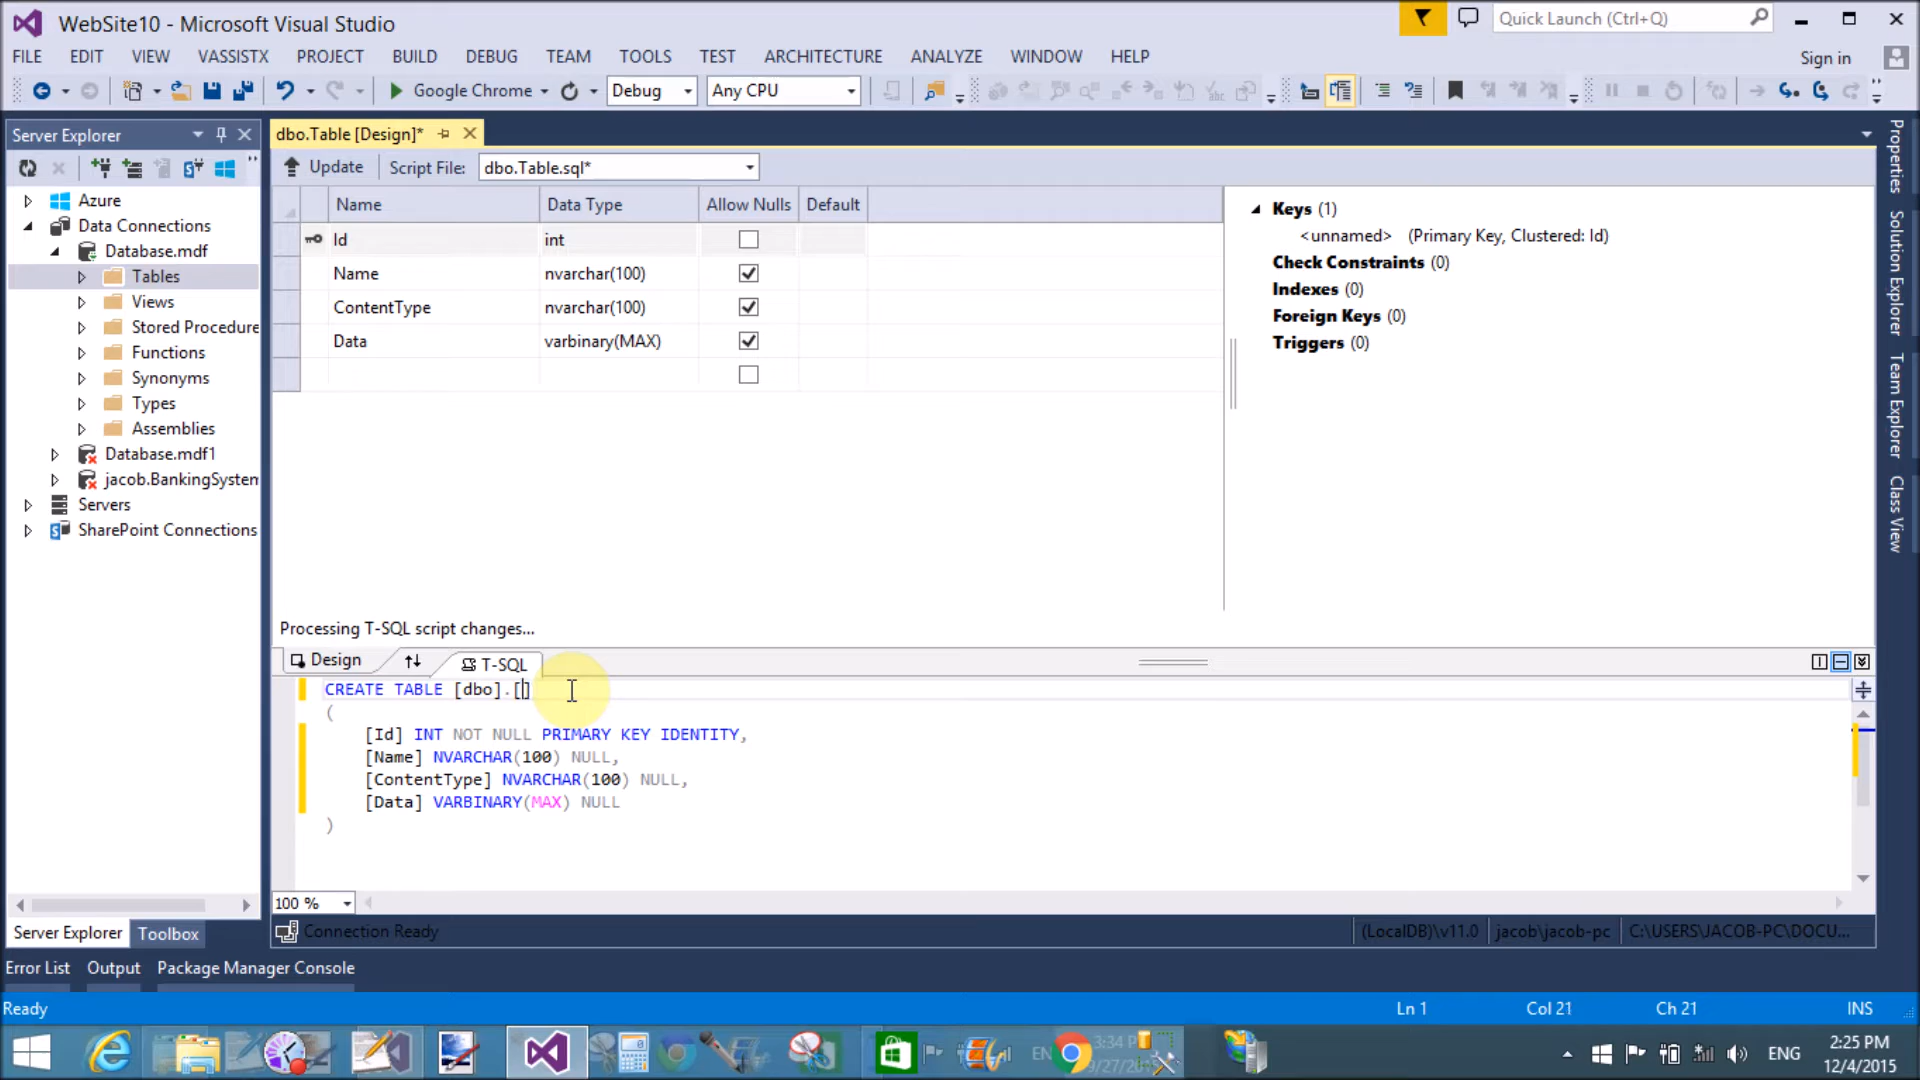 WebSite10 - Microsoft Visual Studio
Quick Launch (Ctrl+Q)
FILE EDIT VIEW VASSISTX PROJECT BUILD DEBUG TEAM TOOLS TEST ARCHITECTURE ANALYZE WINDOW HELP
Sign in
Google Chrome Debug Any CPU
Server Explorer
Azure
Data Connections
Database.mdf
Tables
Views
Stored Procedure
Functions
Synonyms
Types
Assemblies
Database.mdf1
jacob.BankingSystem
Servers
SharePoint Connections
Server Explorer Toolbox
dbo.Table [Design]*
Update Script File: dbo.Table.sql*
Name Data Type Allow Nulls Default
Id int
Name nvarchar(100)
ContentType nvarchar(100)
Data varbinary(MAX)
Keys (1)
<unnamed> (Primary Key, Clustered: Id)
Check Constraints (0)
Indexes (0)
Foreign Keys (0)
Triggers (0)
Properties
Solution Explorer
Team Explorer
Class View
Processing T-SQL script changes...
Design T-SQL
CREATE TABLE [dbo].[]
(
[Id] INT NOT NULL PRIMARY KEY IDENTITY,
[Name] NVARCHAR(100) NULL,
[ContentType] NVARCHAR(100) NULL,
[Data] VARBINARY(MAX) NULL
)
100 %
Connection Ready (LocalDB)\v11.0 jacob\jacob-pc C:\USERS\JACOB-PC\DOCU...
Error List Output Package Manager Console
Ready Ln 1 Col 21 Ch 21 INS
EN 3:34 P
ENG 2:25 PM
12/4/2015